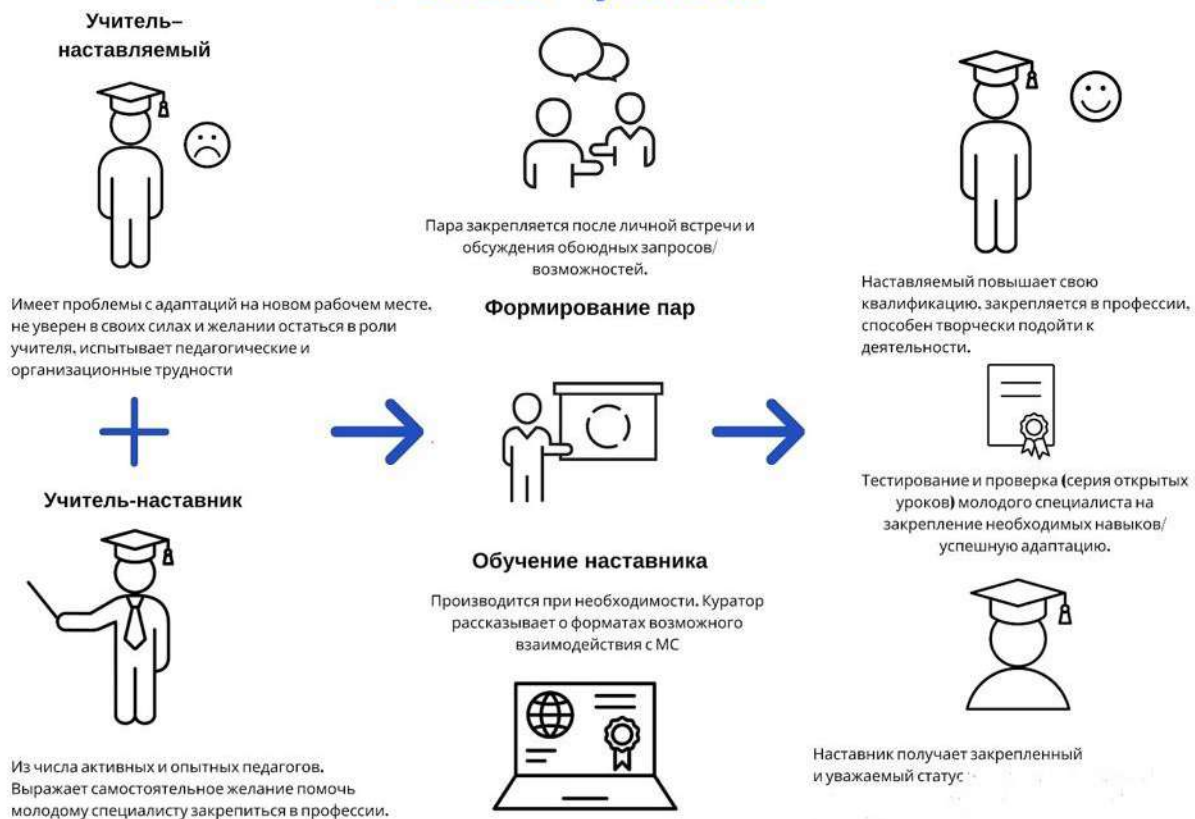 Учитель–
наставляемый
Имеет проблемы с адаптаций на новом рабочем месте,
не уверен в своих силах и желании остаться в роли
учителя, испытывает педагогические и
организационные трудности
Учитель-наставник
Из числа активных и опытных педагогов.
Выражает самостоятельное желание помочь
молодому специалисту закрепиться в профессии.
Пара закрепляется после личной встречи и
обсуждения обоюдных запросов/
возможностей.
Формирование пар
Обучение наставника
Производится при необходимости. Куратор
рассказывает о форматах возможного
взаимодействия с МС
Наставляемый повышает свою
квалификацию, закрепляется в профессии,
способен творчески подойти к
деятельности.
Тестирование и проверка (серия открытых
уроков) молодого специалиста на
закрепление необходимых навыков/
успешную адаптацию.
Наставник получает закрепленный
и уважаемый статус